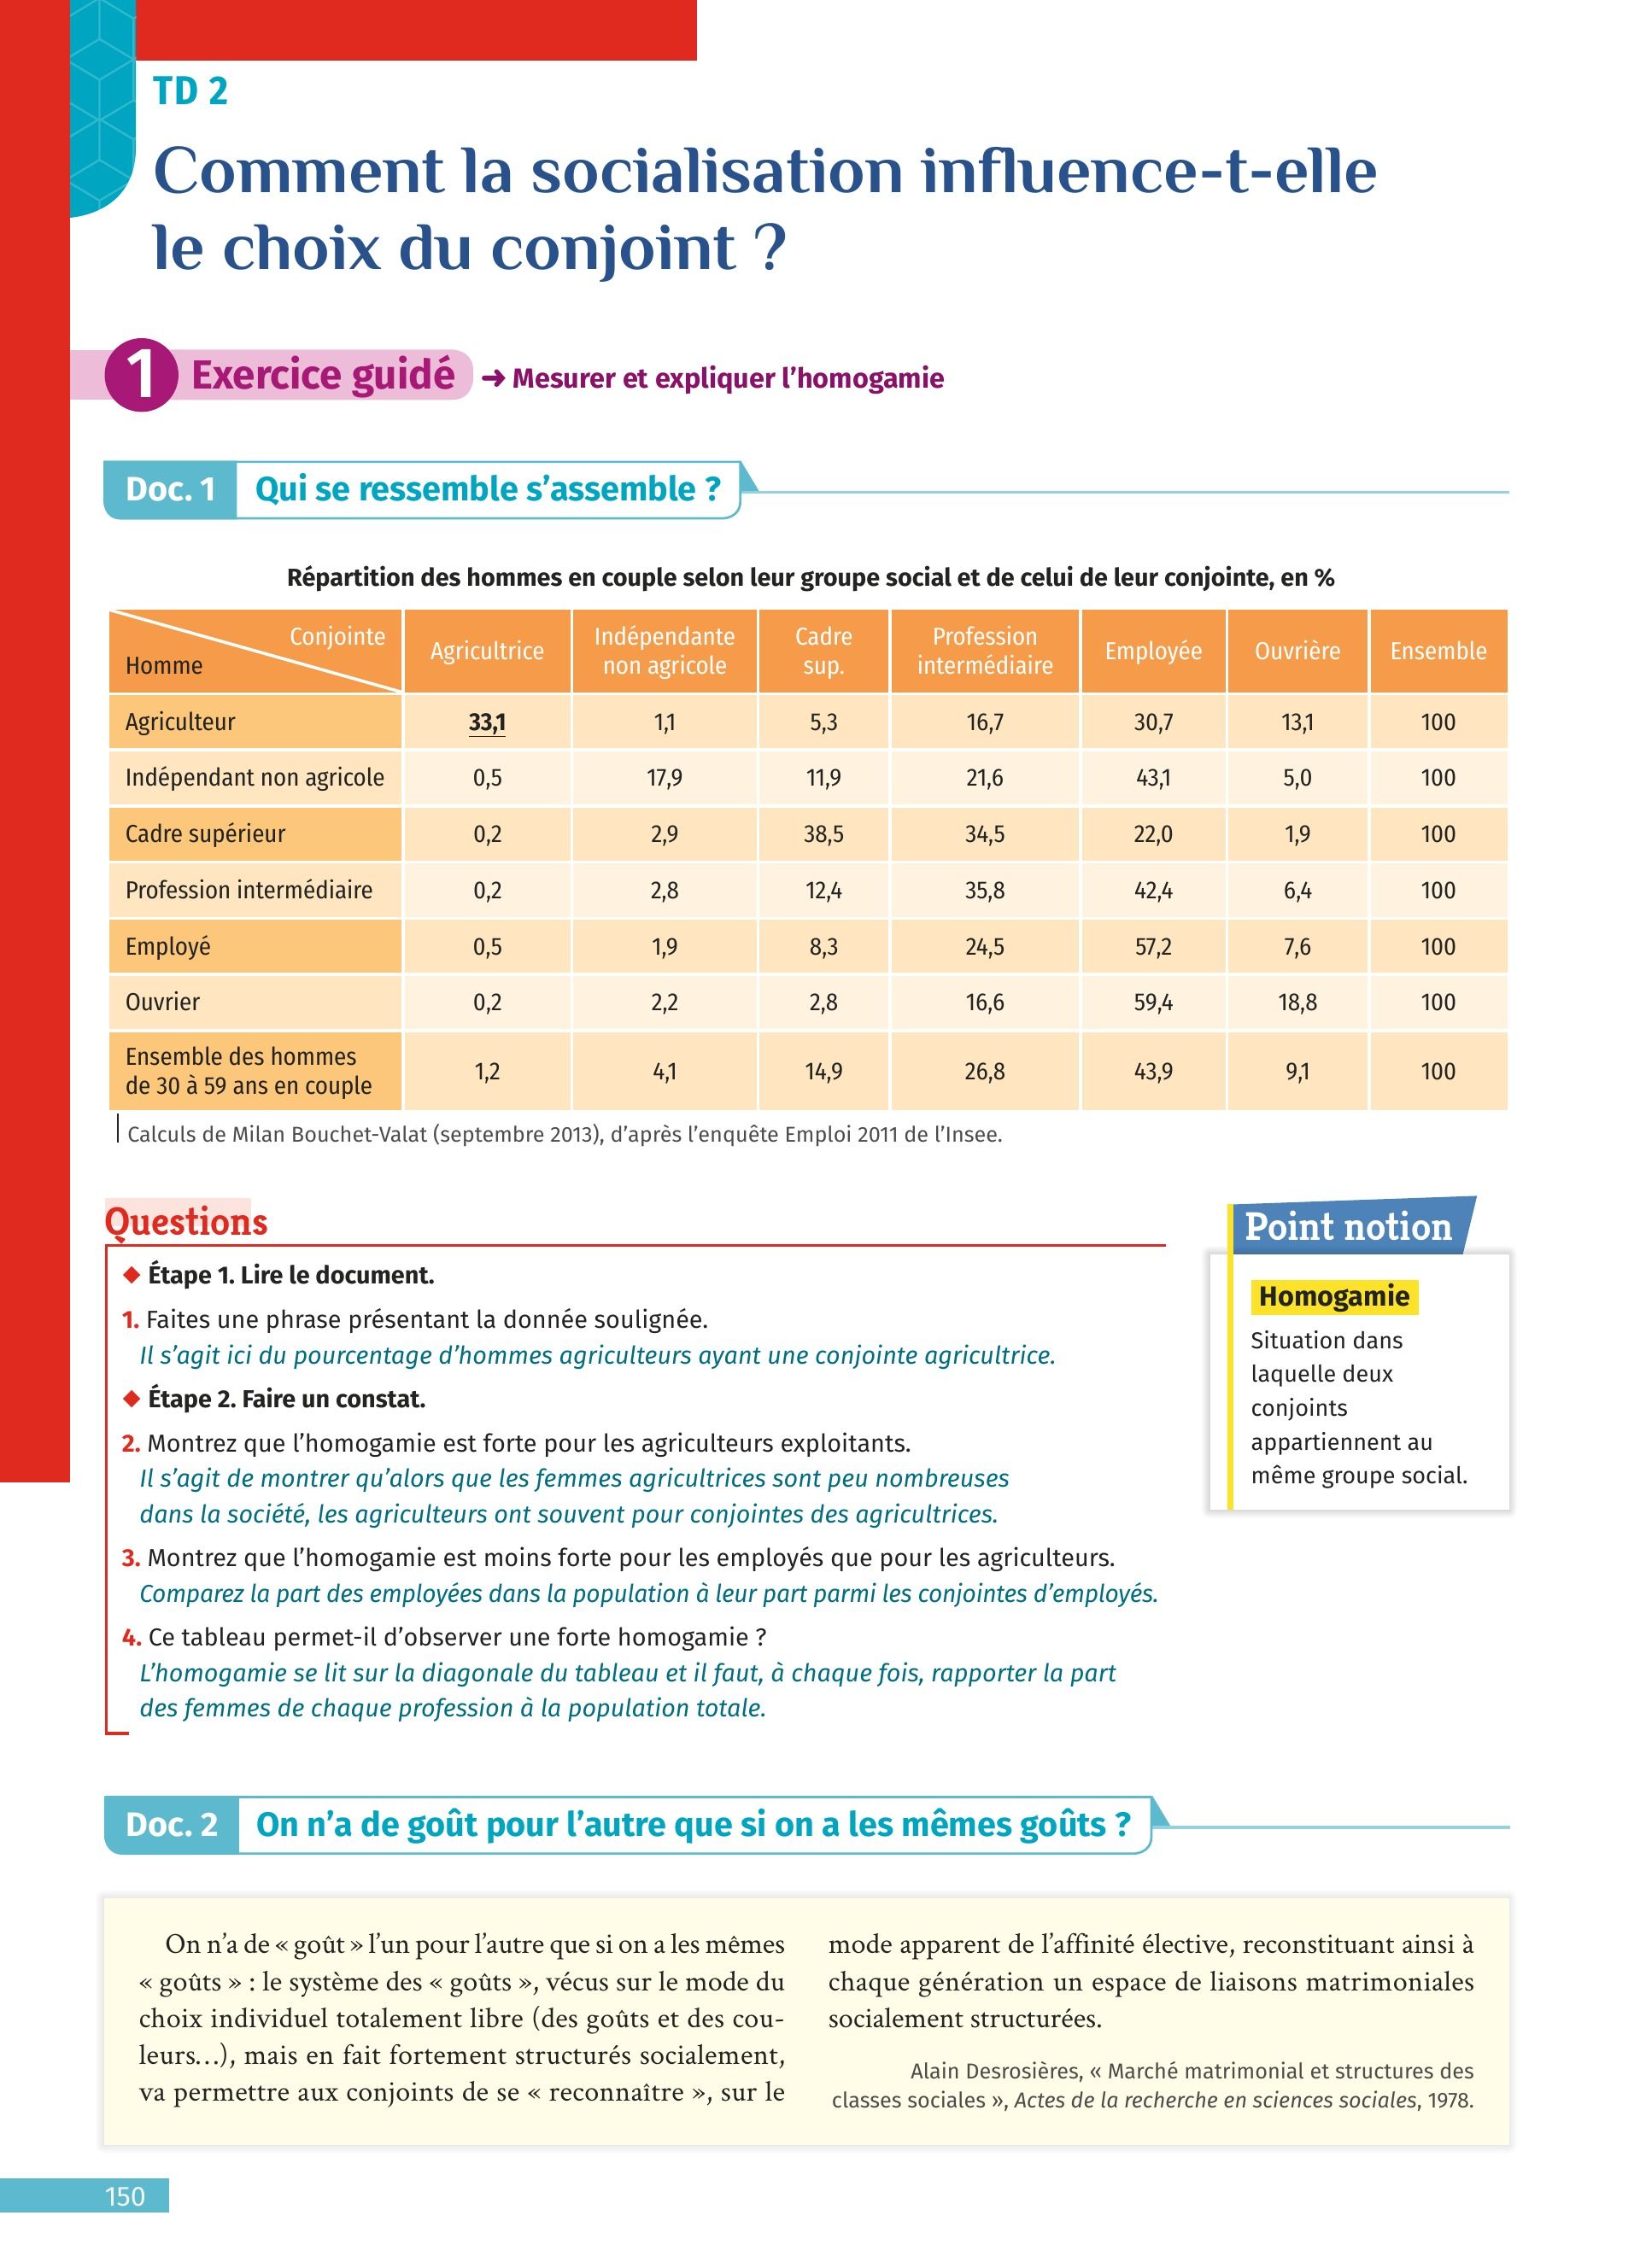 TD 2
Comment la socialisation influence-t-elle
le choix du conjoint ?
1 Exercice guidé ➜ Mesurer et expliquer l’homogamie
Doc. 1 Qui se ressemble s’assemble ?
Répartition des hommes en couple selon leur groupe social et de celui de leur conjointe, en %
Conjointe
Homme
Agricultrice
Indépendante
non agricole
Cadre
sup.
Profession
intermédiaire
Employée
Ouvrière
Ensemble
Agriculteur 33,1 1,1 5,3 16,7 30,7 13,1 100
Indépendant non agricole 0,5 17,9 11,9 21,6 43,1 5,0 100
Cadre supérieur 0,2 2,9 38,5 34,5 22,0 1,9 100
Profession intermédiaire 0,2 2,8 12,4 35,8 42,4 6,4 100
Employé 0,5 1,9 8,3 24,5 57,2 7,6 100
Ouvrier 0,2 2,2 2,8 16,6 59,4 18,8 100
Ensemble des hommes
de 30 à 59 ans en couple 1,2 4,1 14,9 26,8 43,9 9,1 100
Calculs de Milan Bouchet-Valat (septembre 2013), d’après l’enquête Emploi 2011 de l’Insee.
Questions
◆ Étape 1. Lire le document.
1. Faites une phrase présentant la donnée soulignée.
Il s’agit ici du pourcentage d’hommes agriculteurs ayant une conjointe agricultrice.
◆ Étape 2. Faire un constat.
2. Montrez que l’homogamie est forte pour les agriculteurs exploitants.
Il s’agit de montrer qu’alors que les femmes agricultrices sont peu nombreuses
dans la société, les agriculteurs ont souvent pour conjointes des agricultrices.
3. Montrez que l’homogamie est moins forte pour les employés que pour les agriculteurs.
Comparez la part des employées dans la population à leur part parmi les conjointes d’employés.
4. Ce tableau permet-il d’observer une forte homogamie ?
L’homogamie se lit sur la diagonale du tableau et il faut, à chaque fois, rapporter la part
des femmes de chaque profession à la population totale.
Point notion
Homogamie
Situation dans
laquelle deux
conjoints
appartiennent au
même groupe social.
Doc. 2 On n’a de goût pour l’autre que si on a les mêmes goûts ?
On n’a de « goût » l’un pour l’autre que si on a les mêmes
« goûts » : le système des « goûts », vécus sur le mode du
choix individuel totalement libre (des goûts et des cou-
leurs…), mais en fait fortement structurés socialement,
va permettre aux conjoints de se « reconnaître », sur le
mode apparent de l’affinité élective, reconstituant ainsi à
chaque génération un espace de liaisons matrimoniales
socialement structurées.
Alain Desrosières, « Marché matrimonial et structures des
classes sociales », Actes de la recherche en sciences sociales, 1978.
150